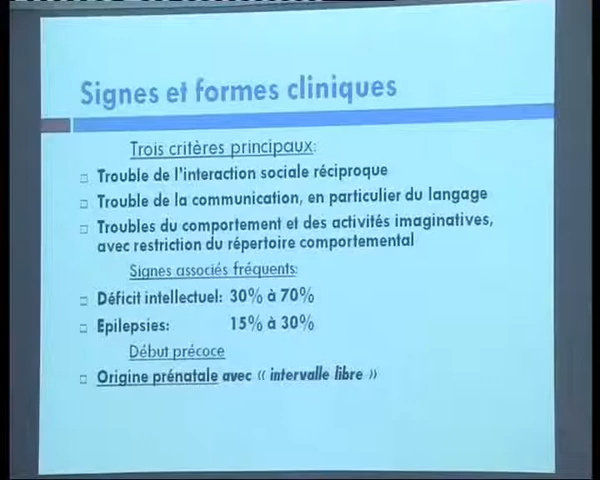 Signes et formes cliniques
Trois critères principaux:
Trouble de l'interaction sociale réciproque
Trouble de la communication, en particulier du langage
Troubles du comportement et des activités imaginatives,
avec restriction du répertoire comportemental
Signes associés fréquents:
Déficit intellectuel: 30% à 70%
Epilepsies: 15% à 30%
Début précoce
Origine prénatale avec « intervalle libre »